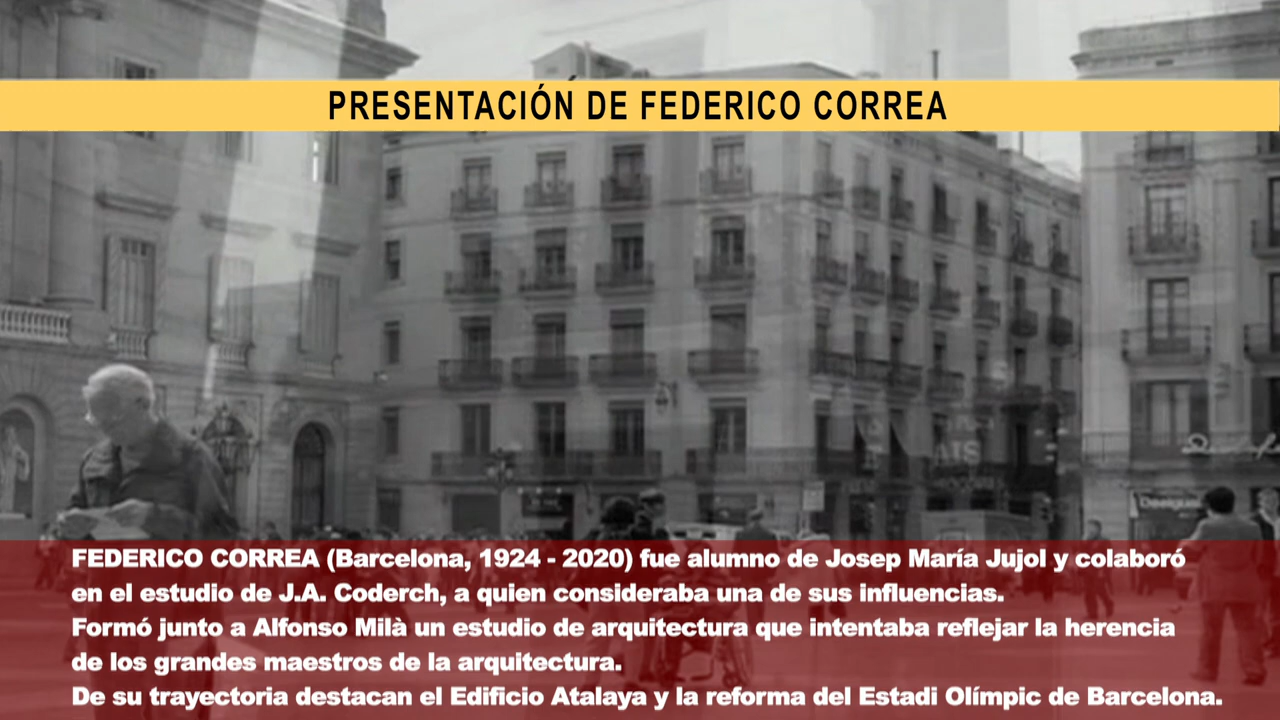 PRESENTACIÓN DE FEDERICO CORREA
AIS
Desigual
FEDERICO CORREA (Barcelona, 1924 - 2020) fue alumno de Josep María Jujol y colaboró
en el estudio de J.A. Coderch, a quien consideraba una de sus influencias.
Formó junto a Alfonso Milà un estudio de arquitectura que intentaba reflejar la herencia
de los grandes maestros de la arquitectura.
De su trayectoria destacan el Edificio Atalaya y la reforma del Estadi Olímpic de Barcelona.